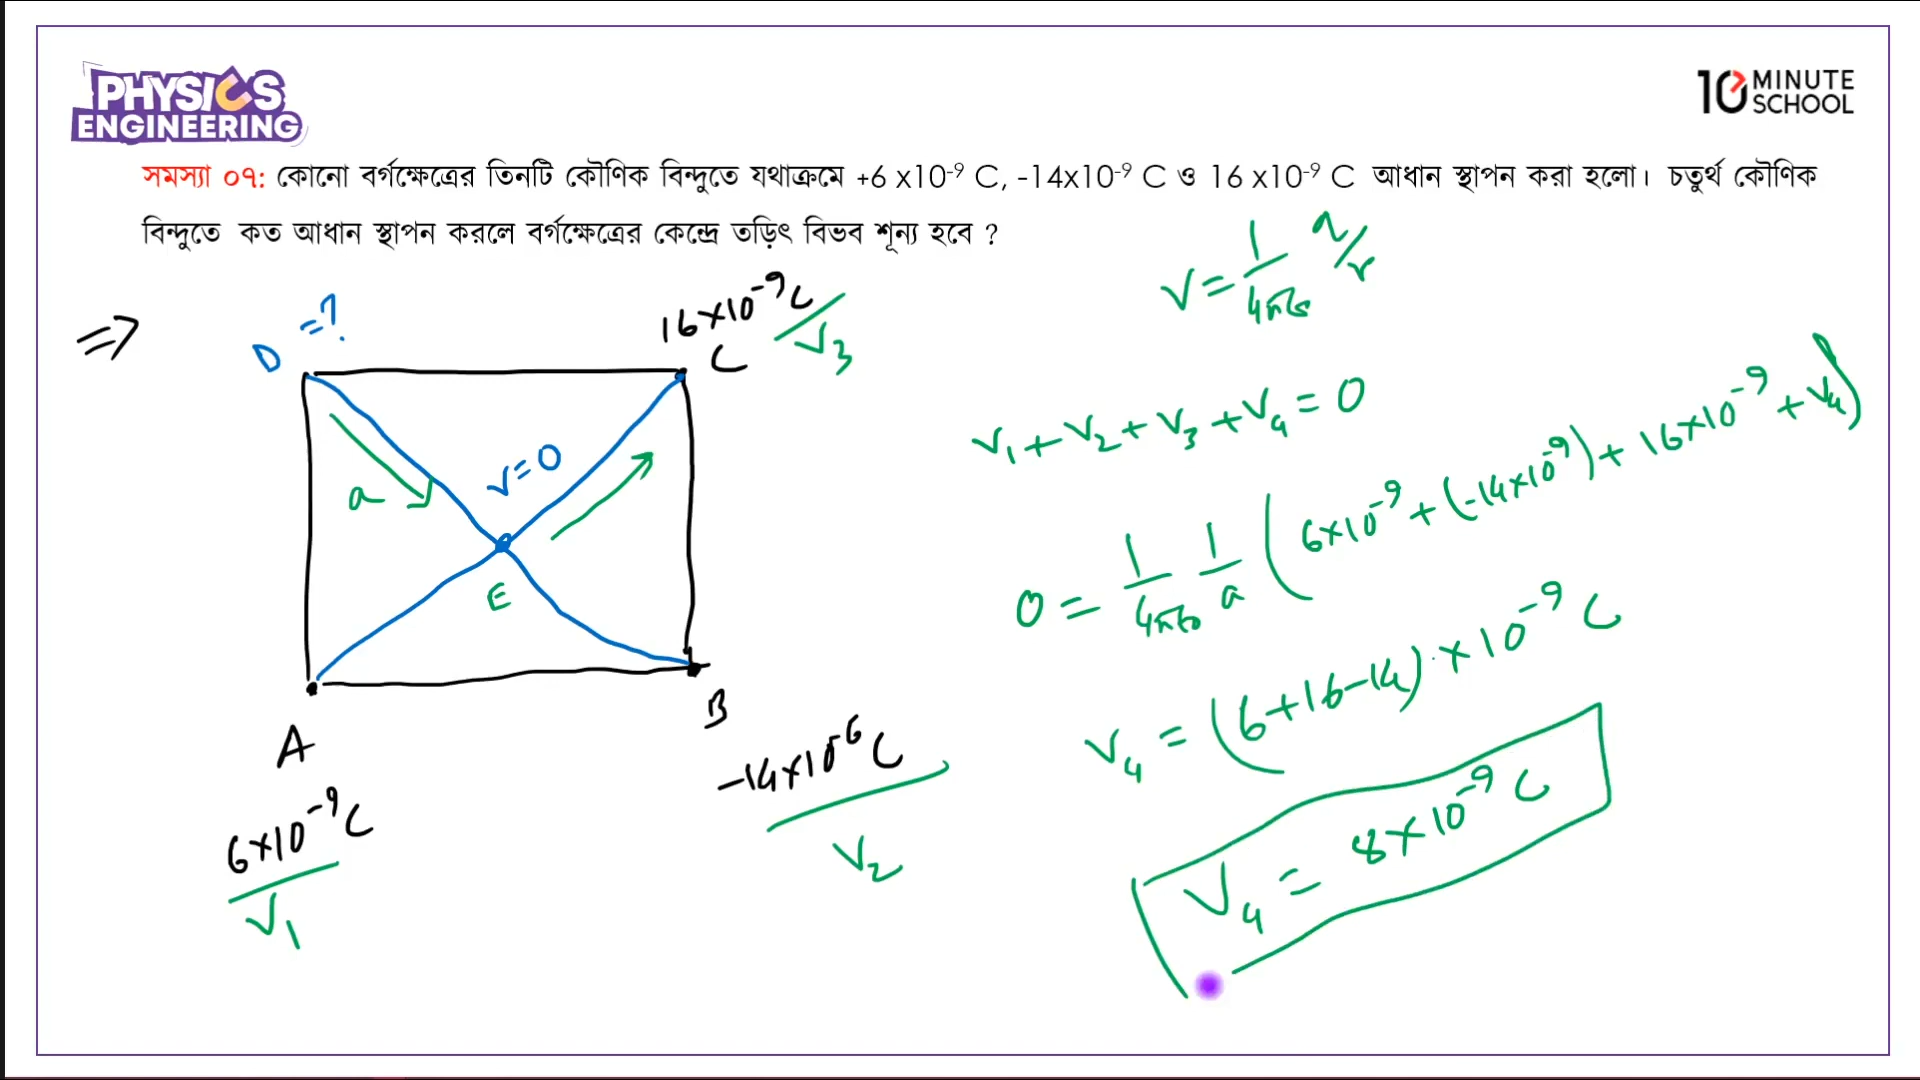 PHYSICS
ENGINEERING
10 MINUTE
SCHOOL
সমস্যা ০৭: কোনো বর্গক্ষেত্রের তিনটি কৌণিক বিন্দুতে যথাক্রমে +6 x10⁻⁹ C, -14x10⁻⁹ C ও 16 x10⁻⁹ C আধান স্থাপন করা হলো। চতুর্থ কৌণিক
বিন্দুতে কত আধান স্থাপন করলে বর্গক্ষেত্রের কেন্দ্রে তড়িৎ বিভব শূন্য হবে ?
=>
D =?
16×10⁻⁹C
C
V₃
a
V=0
E
A
B
6×10⁻⁹C
V₁
-14×10⁻⁶C
V₂
V = 1/4πε₀ q/r
V₁+V₂+V₃+V₄=0
0 = 1/4πε₀ 1/a (6×10⁻⁹+(-14×10⁻⁹)+16×10⁻⁹+V₄)
V₄ = (6+16-14)×10⁻⁹ C
V₄ = 8×10⁻⁹ C